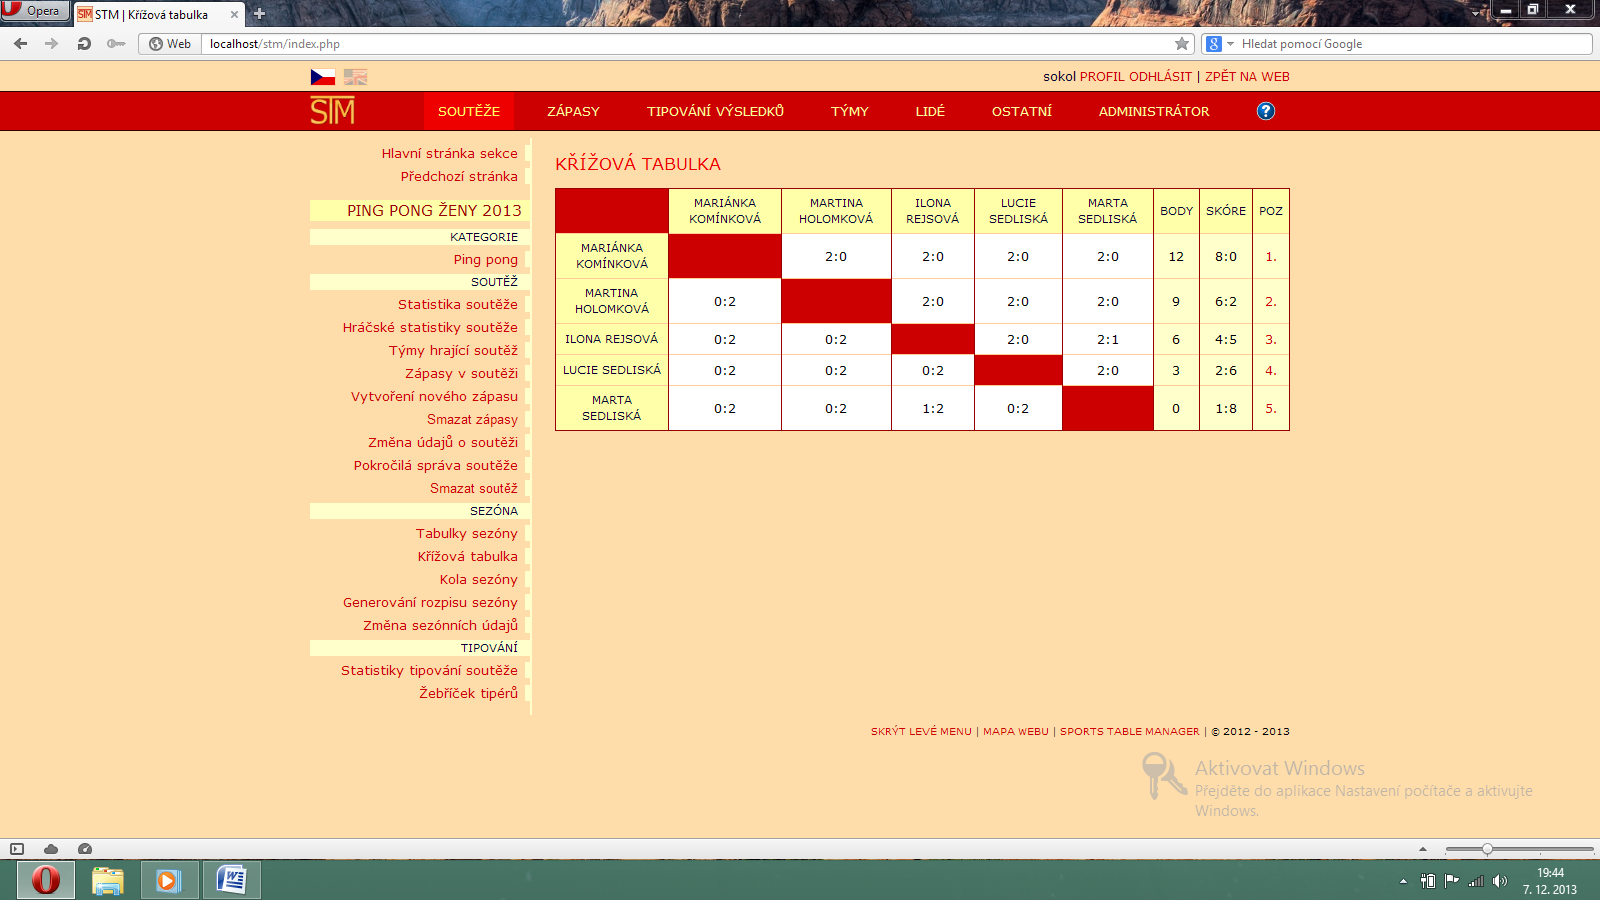 Opera
STM | Křížová tabulka
Web
localhost/stm/index.php
Hledat pomocí Google
sokol PROFIL ODHLÁSIT | ZPĚT NA WEB
STM
SOUTĚŽE ZÁPASY TIPOVÁNÍ VÝSLEDKŮ TÝMY LIDÉ OSTATNÍ ADMINISTRÁTOR ?
Hlavní stránka sekce
Předchozí stránka
PING PONG ŽENY 2013
KATEGORIE
Ping pong
SOUTĚŽ
Statistika soutěže
Hráčské statistiky soutěže
Týmy hrající soutěž
Zápasy v soutěži
Vytvoření nového zápasu
Smazat zápasy
Změna údajů o soutěži
Pokročilá správa soutěže
Smazat soutěž
SEZÓNA
Tabulky sezóny
Křížová tabulka
Kola sezóny
Generování rozpisu sezóny
Změna sezónních údajů
TIPOVÁNÍ
Statistiky tipování soutěže
Žebříček tipérů
KŘÍŽOVÁ TABULKA
MARIÁNKA KOMÍNKOVÁ MARTINA HOLOMKOVÁ ILONA REJSOVÁ LUCIE SEDLISKÁ MARTA SEDLISKÁ BODY SKÓRE POZ
MARIÁNKA KOMÍNKOVÁ 2:0 2:0 2:0 2:0 12 8:0 1.
MARTINA HOLOMKOVÁ 0:2 2:0 2:0 2:0 9 6:2 2.
ILONA REJSOVÁ 0:2 0:2 2:0 2:1 6 4:5 3.
LUCIE SEDLISKÁ 0:2 0:2 0:2 2:0 3 2:6 4.
MARTA SEDLISKÁ 0:2 0:2 1:2 0:2 0 1:8 5.
SKRÝT LEVÉ MENU | MAPA WEBU | SPORTS TABLE MANAGER | © 2012 - 2013
Aktivovat Windows
Přejděte do aplikace Nastavení počítače a aktivujte
Windows.
19:44
7. 12. 2013